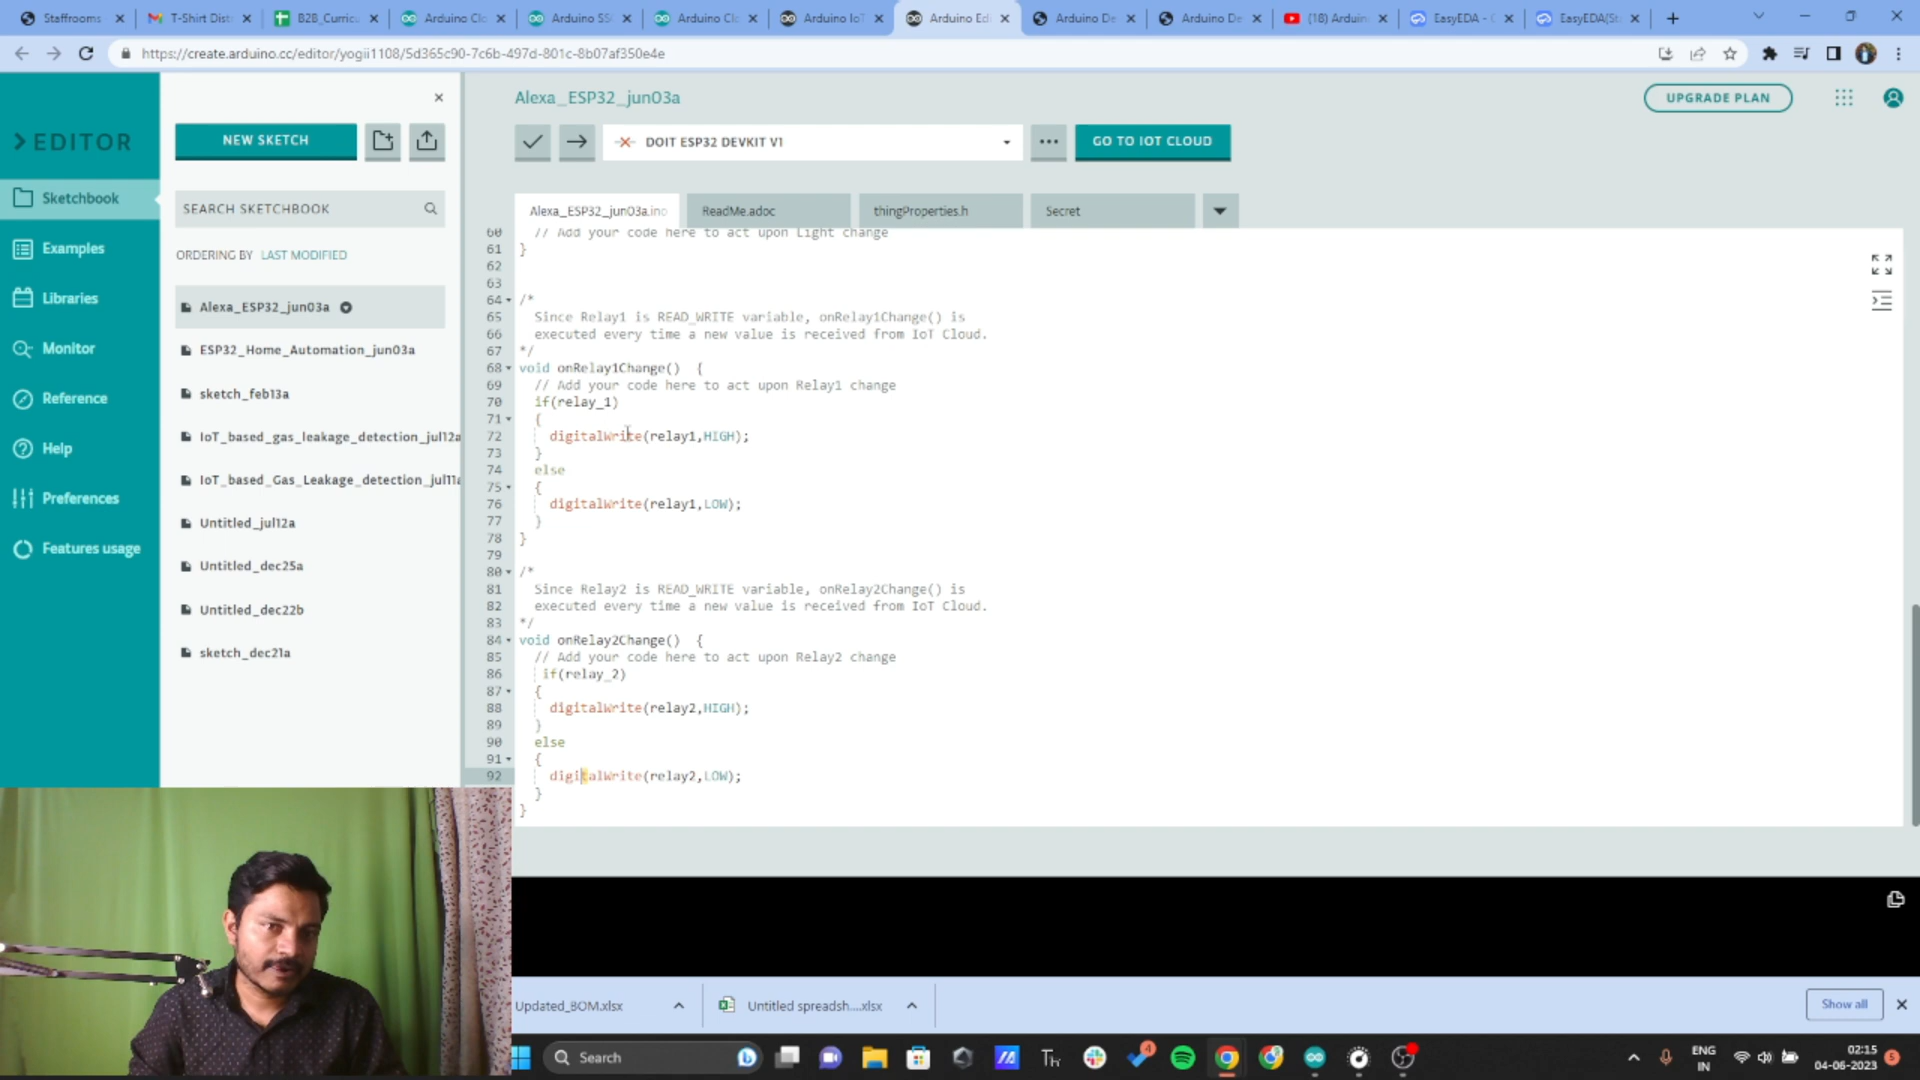 Staffrooms
T-Shirt Dist
B2B_Curricu
Arduino Clo
Arduino SS
Arduino Clo
Arduino IoT
Arduino Edi
Arduino De
Arduino De
(18) Arduin
EasyEDA - C
EasyEDA(St
https://create.arduino.cc/editor/yogii1108/5d365c90-7c6b-497d-801c-8b07af350e4e
EDITOR
Sketchbook
Examples
Libraries
Monitor
Reference
Help
Preferences
Features usage
NEW SKETCH
SEARCH SKETCHBOOK
ORDERING BY LAST MODIFIED
Alexa_ESP32_jun03a
ESP32_Home_Automation_jun03a
sketch_feb13a
IoT_based_gas_leakage_detection_jul12a
IoT_based_Gas_Leakage_detection_jul11a
Untitled_jul12a
Untitled_dec25a
Untitled_dec22b
sketch_dec21a
Alexa_ESP32_jun03a
UPGRADE PLAN
DOIT ESP32 DEVKIT V1
GO TO IOT CLOUD
Alexa_ESP32_jun03a.ino
ReadMe.adoc
thingProperties.h
Secret
60 // Add your code here to act upon Light change
61 }
62
63
64 /*
65 Since Relay1 is READ_WRITE variable, onRelay1Change() is
66 executed every time a new value is received from IoT Cloud.
67 */
68 void onRelay1Change() {
69 // Add your code here to act upon Relay1 change
70 if(relay_1)
71 {
72 digitalWrite(relay1,HIGH);
73 }
74 else
75 {
76 digitalWrite(relay1,LOW);
77 }
78 }
79
80 /*
81 Since Relay2 is READ_WRITE variable, onRelay2Change() is
82 executed every time a new value is received from IoT Cloud.
83 */
84 void onRelay2Change() {
85 // Add your code here to act upon Relay2 change
86 if(relay_2)
87 {
88 digitalWrite(relay2,HIGH);
89 }
90 else
91 {
92 digitalWrite(relay2,LOW);
}
}
Updated_BOM.xlsx
Untitled spreadsh....xlsx
Show all
Search
4
ENG
IN
02:15
04-06-2023
5